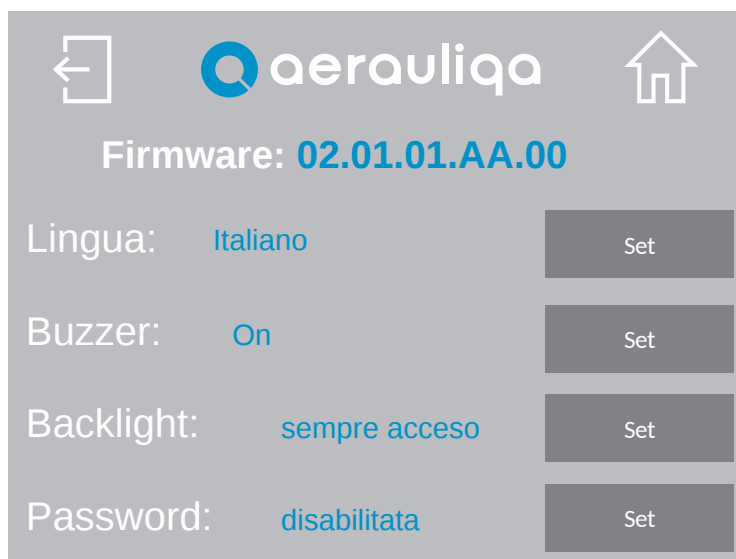 aerauliqa
Firmware: 02.01.01.AA.00
Lingua: Italiano Set
Buzzer: On Set
Backlight: sempre acceso Set
Password: disabilitata Set